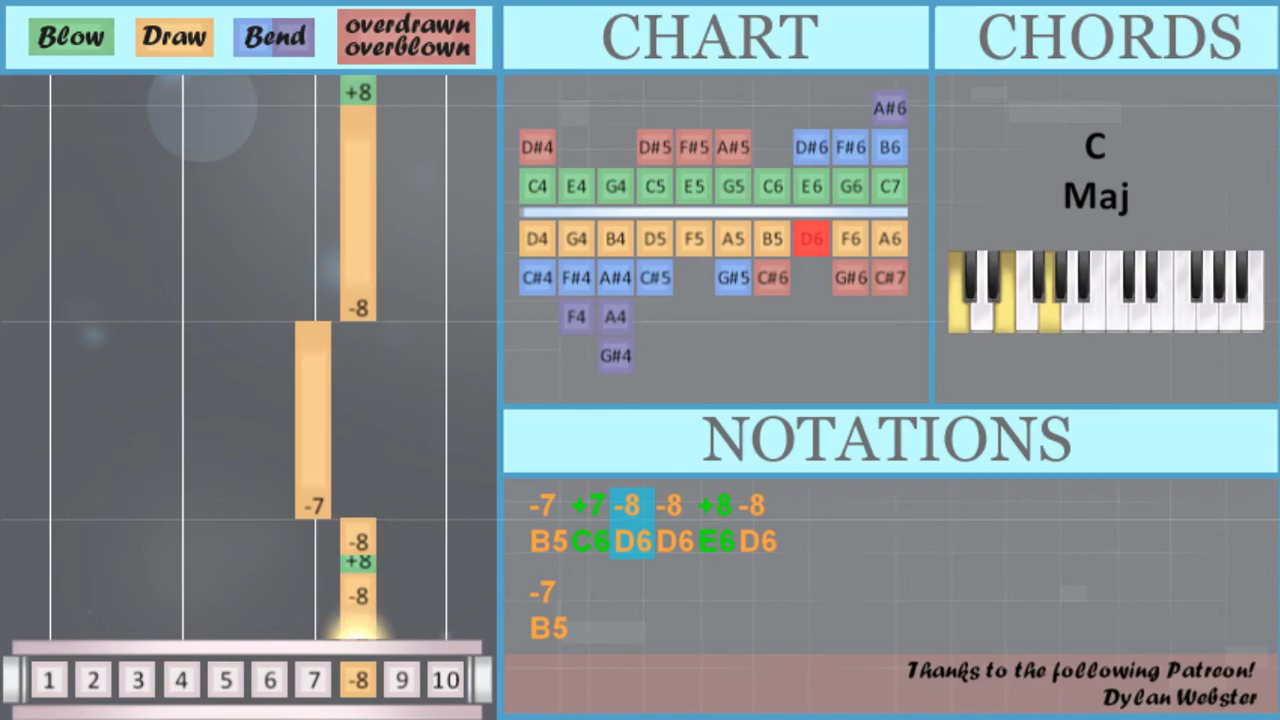 Blow Draw Bend overdrawn
overblown
CHART
CHORDS
+8
-8
-7
-8
+8
-8
1 2 3 4 5 6 7 -8 9 10
A#6
D#4 D#5 F#5 A#5 D#6 F#6 B6
C4 E4 G4 C5 E5 G5 C6 E6 G6 C7
D4 G4 B4 D5 F5 A5 B5 D6 F6 A6
C#4 F#4 A#4 C#5 G#5 C#6 G#6 C#7
F4 A4
G#4
C
Maj
NOTATIONS
-7 +7 -8 -8 +8 -8
B5 C6 D6 D6 E6 D6
-7
B5
Thanks to the following Patreon!
Dylan Webster